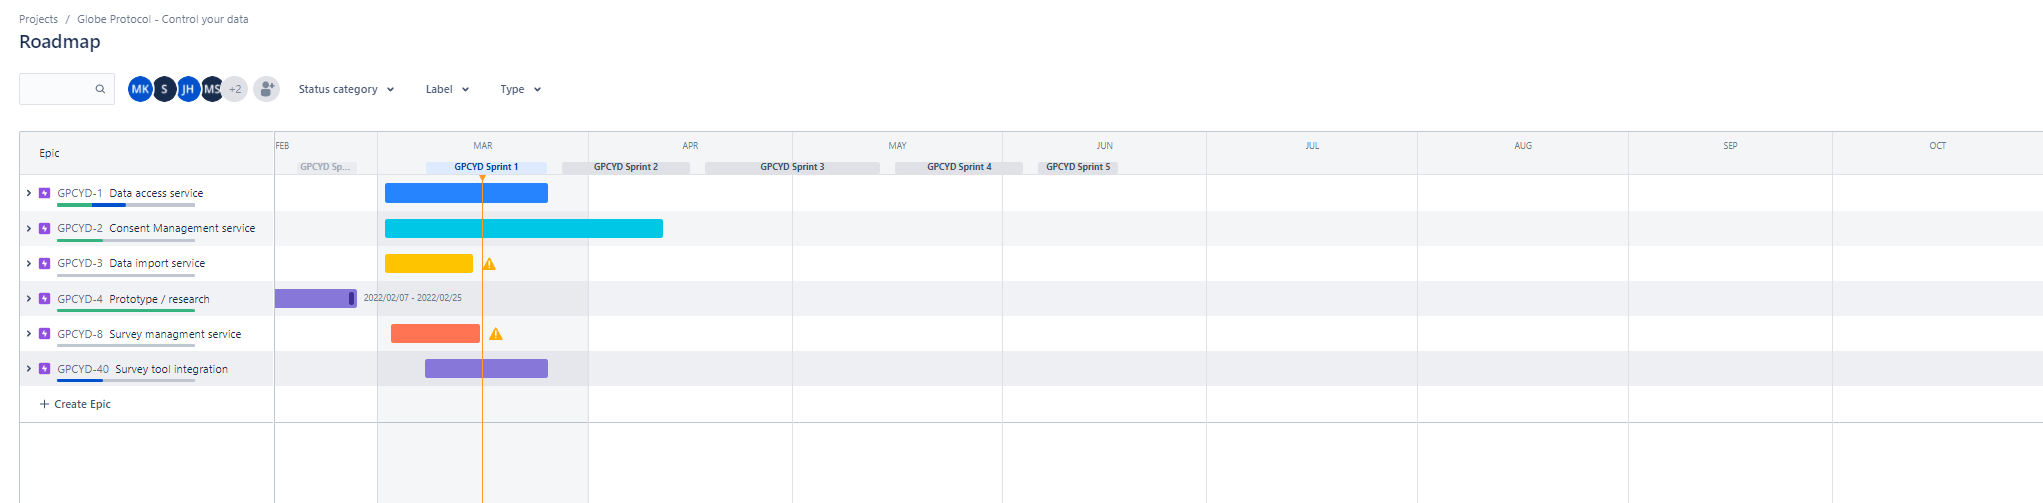 Projects / Globe Protocol - Control your data
Roadmap
MK S JH MS +2 Status category Label Type
Epic
FEB MAR APR MAY JUN JUL AUG SEP OCT
GPCYD Sp... GPCYD Sprint 1 GPCYD Sprint 2 GPCYD Sprint 3 GPCYD Sprint 4 GPCYD Sprint 5
GPCYD-1 Data access service
GPCYD-2 Consent Management service
GPCYD-3 Data import service
GPCYD-4 Prototype / research 2022/02/07 - 2022/02/25
GPCYD-8 Survey managment service
GPCYD-40 Survey tool integration
+ Create Epic